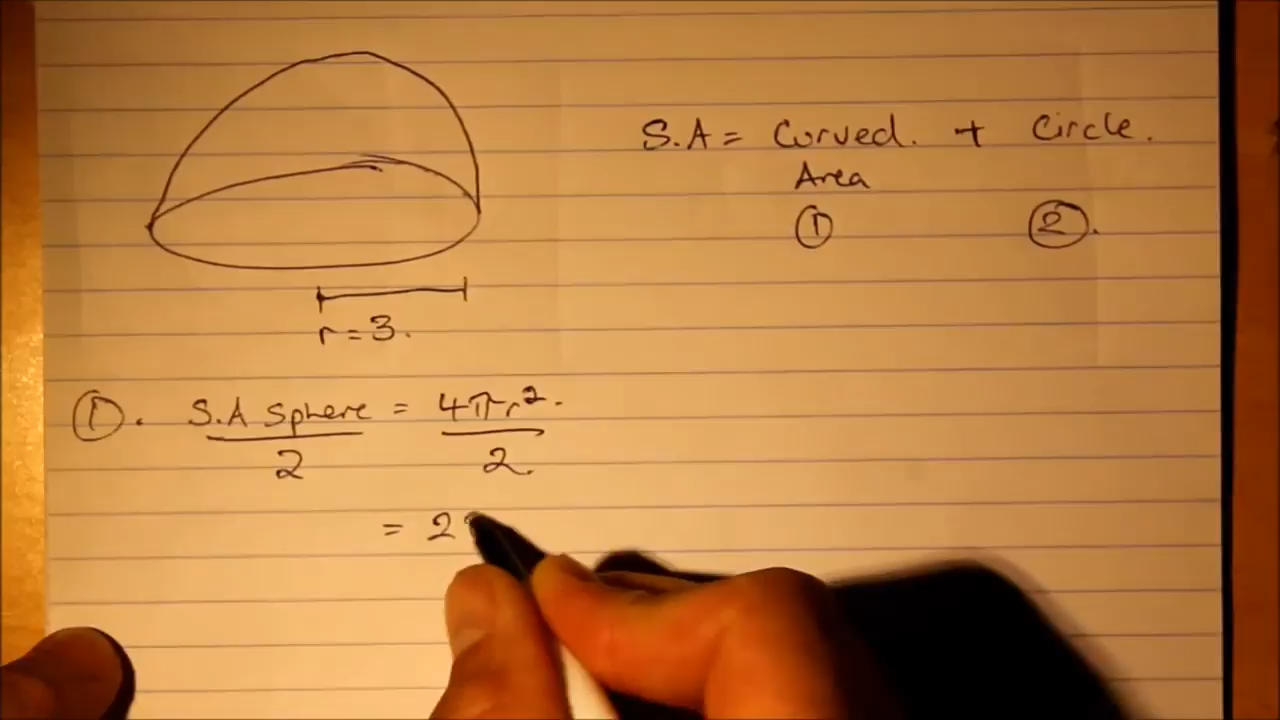 S.A = Curved. + Circle.
Area
① ②.
r = 3.
①. S.A Sphere = 4πr².
2 2.
= 2